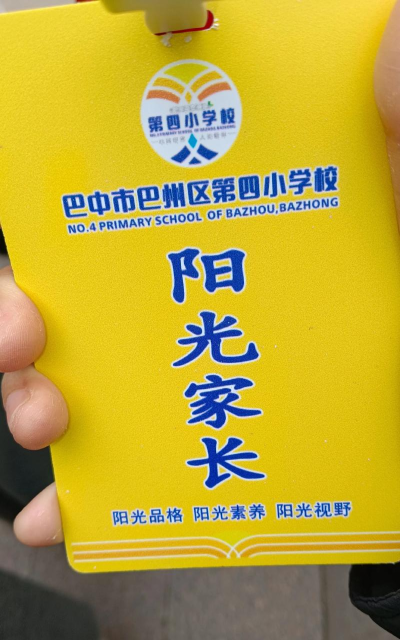 第四小学校
巴中市巴州区第四小学校
NO.4 PRIMARY SCHOOL OF BAZHOU,BAZHONG
阳
光
家
长
阳光品格 阳光素养 阳光视野